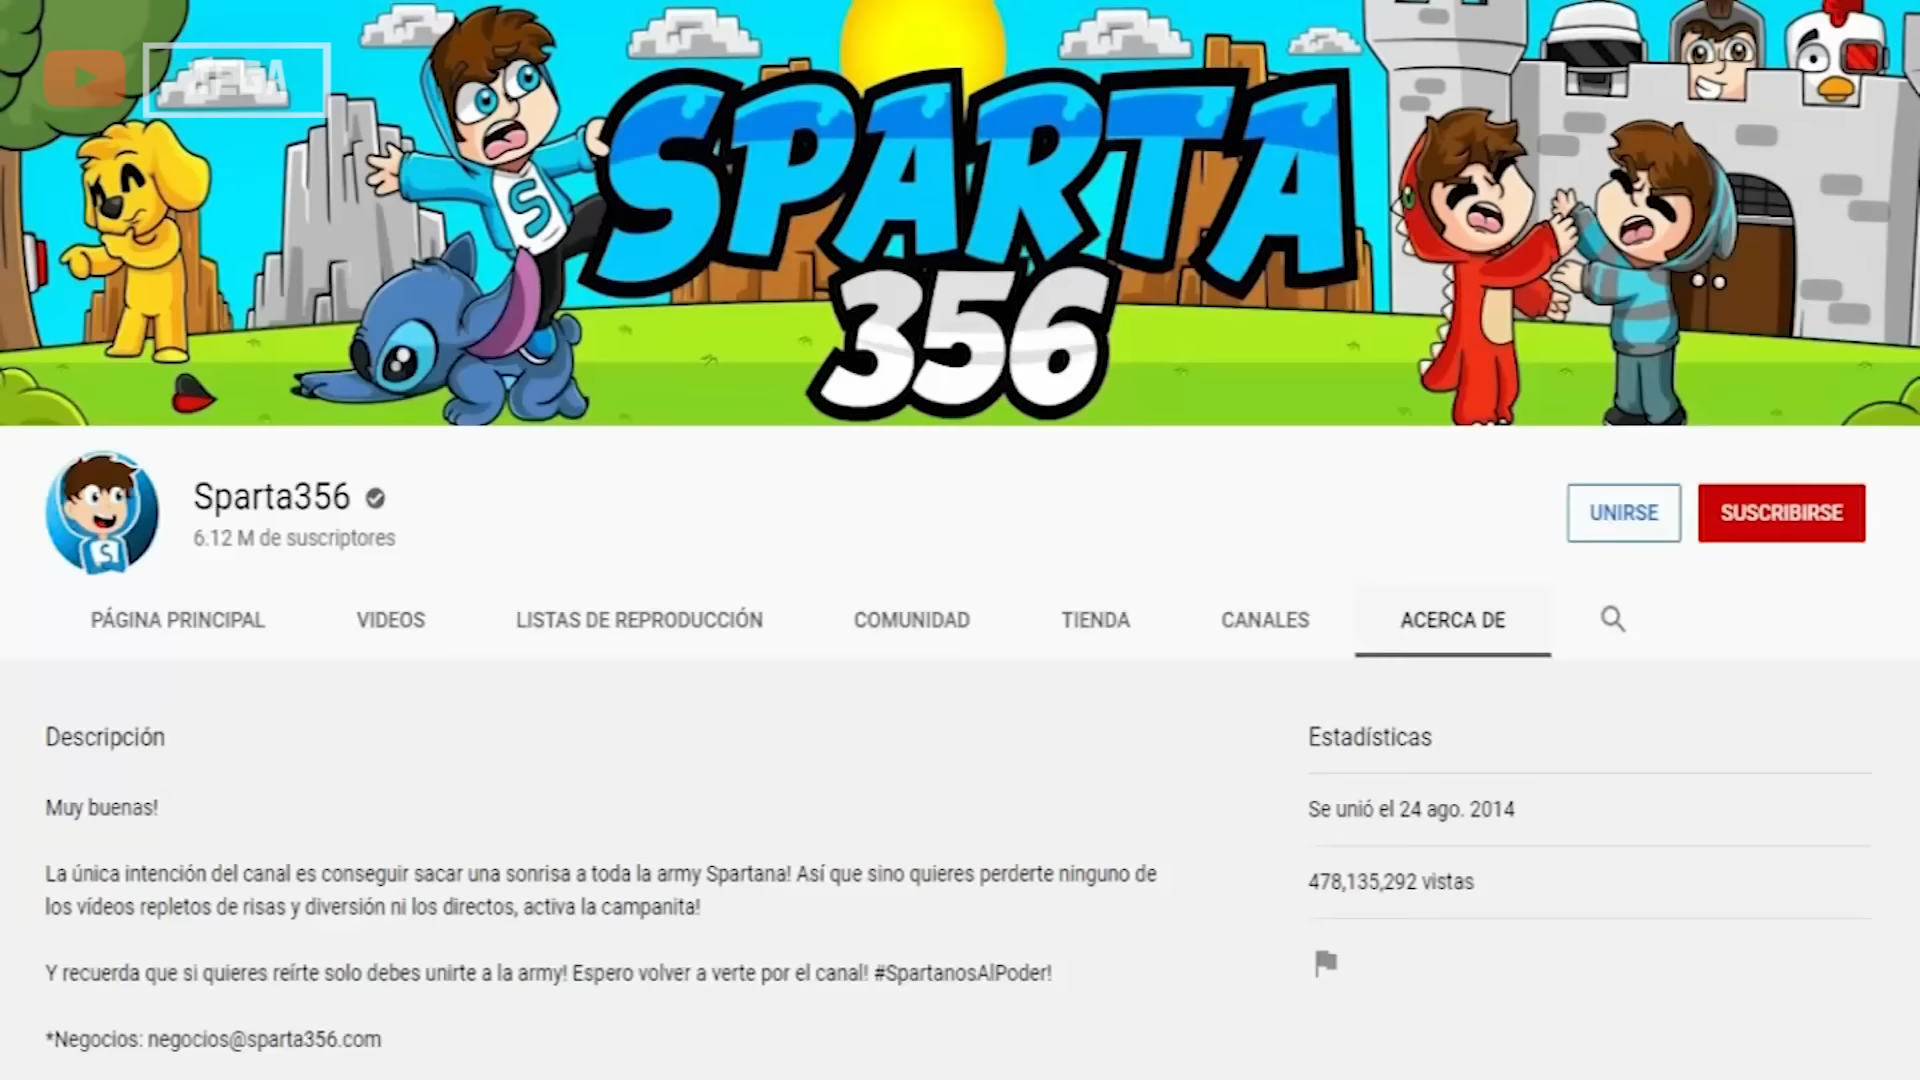 SPARTA
356
S
Sparta356
6.12 M de suscriptores
S
UNIRSE
SUSCRIBIRSE
PÁGINA PRINCIPAL
VIDEOS
LISTAS DE REPRODUCCIÓN
COMUNIDAD
TIENDA
CANALES
ACERCA DE
Descripción
Muy buenas!
La única intención del canal es conseguir sacar una sonrisa a toda la army Spartana! Así que sino quieres perderte ninguno de
los vídeos repletos de risas y diversión ni los directos, activa la campanita!
Y recuerda que si quieres reírte solo debes unirte a la army! Espero volver a verte por el canal! #SpartanosAlPoder!
*Negocios: negocios@sparta356.com
Estadísticas
Se unió el 24 ago. 2014
478,135,292 vistas